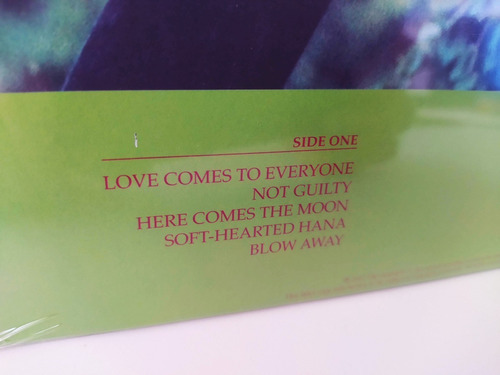 SIDE ONE
LOVE COMES TO EVERYONE
NOT GUILTY
HERE COMES THE MOON
SOFT-HEARTED HANA
BLOW AWAY